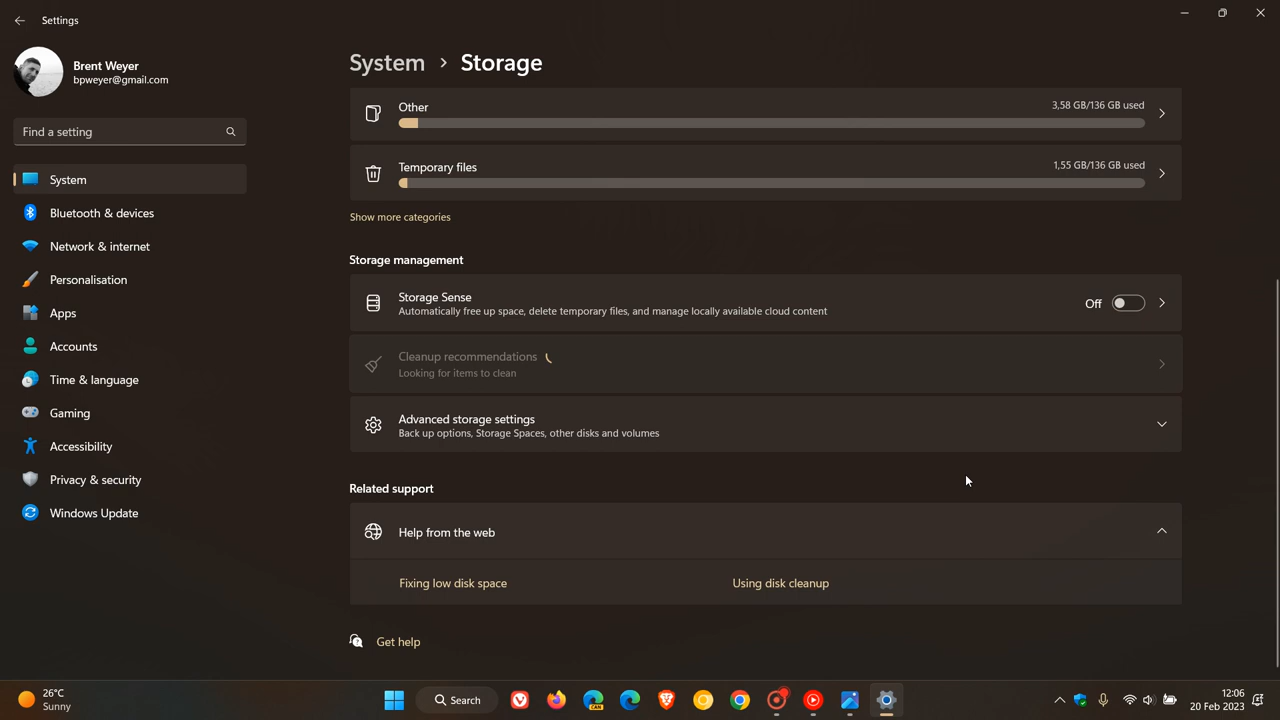 Settings
Brent Weyer
bpweyer@gmail.com
Find a setting
System
Bluetooth & devices
Network & internet
Personalisation
Apps
Accounts
Time & language
Gaming
Accessibility
Privacy & security
Windows Update
System > Storage
Other
3,58 GB/136 GB used
Temporary files
1,55 GB/136 GB used
Show more categories
Storage management
Storage Sense
Automatically free up space, delete temporary files, and manage locally available cloud content
Off
Cleanup recommendations
Looking for items to clean
Advanced storage settings
Back up options, Storage Spaces, other disks and volumes
Related support
Help from the web
Fixing low disk space
Using disk cleanup
Get help
26°C
Sunny
Search
CAN
12:06
20 Feb 2023